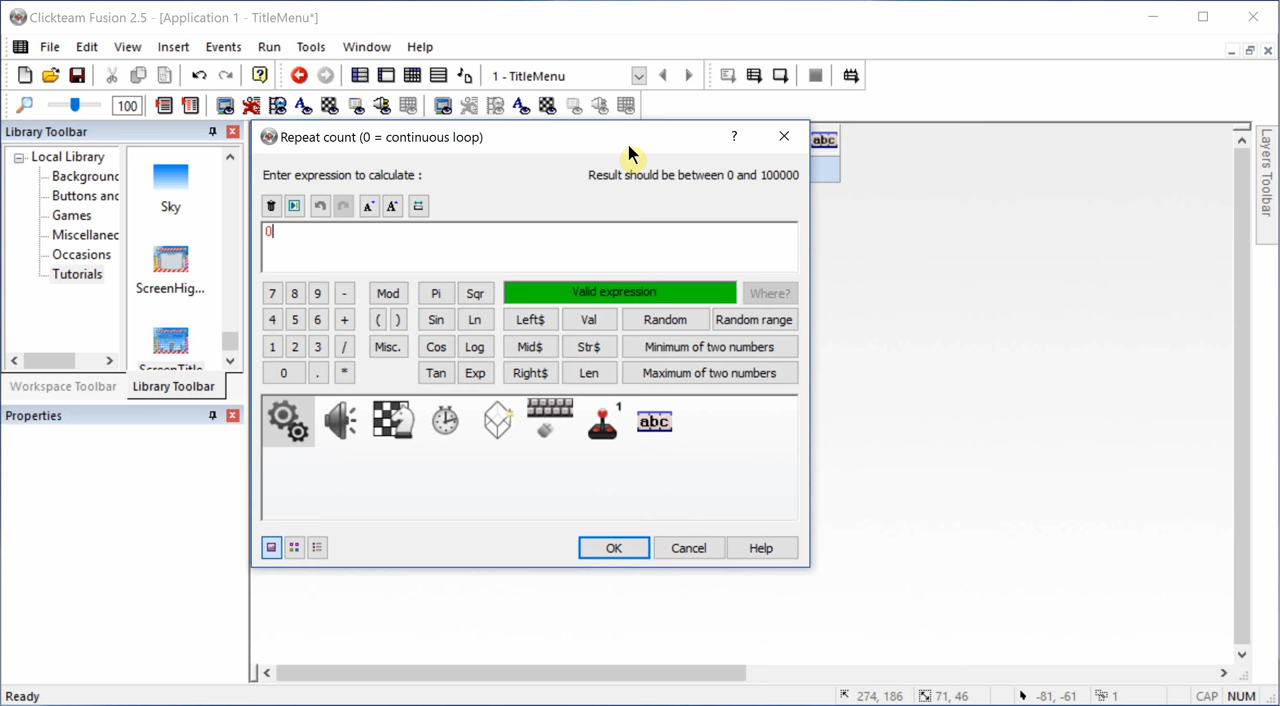 Clickteam Fusion 2.5 - [Application 1 - TitleMenu*]
File Edit View Insert Events Run Tools Window Help
1 - TitleMenu
100
Library Toolbar
Local Library
Background
Buttons and
Games
Miscellanec
Occasions
Tutorials
Sky
ScreenHig...
ScreenTitle
Workspace Toolbar Library Toolbar
Properties
Repeat count (0 = continuous loop)
?
Enter expression to calculate : Result should be between 0 and 100000
0
7 8 9 - Mod Pi Sqr Valid expression Where?
4 5 6 + ( ) Sin Ln Left$ Val Random Random range
1 2 3 / Misc. Cos Log Mid$ Str$ Minimum of two numbers
0 . * Tan Exp Right$ Len Maximum of two numbers
1
abc
OK Cancel Help
abc
Layers Toolbar
Ready 274, 186 71, 46 -81, -61 1 CAP NUM